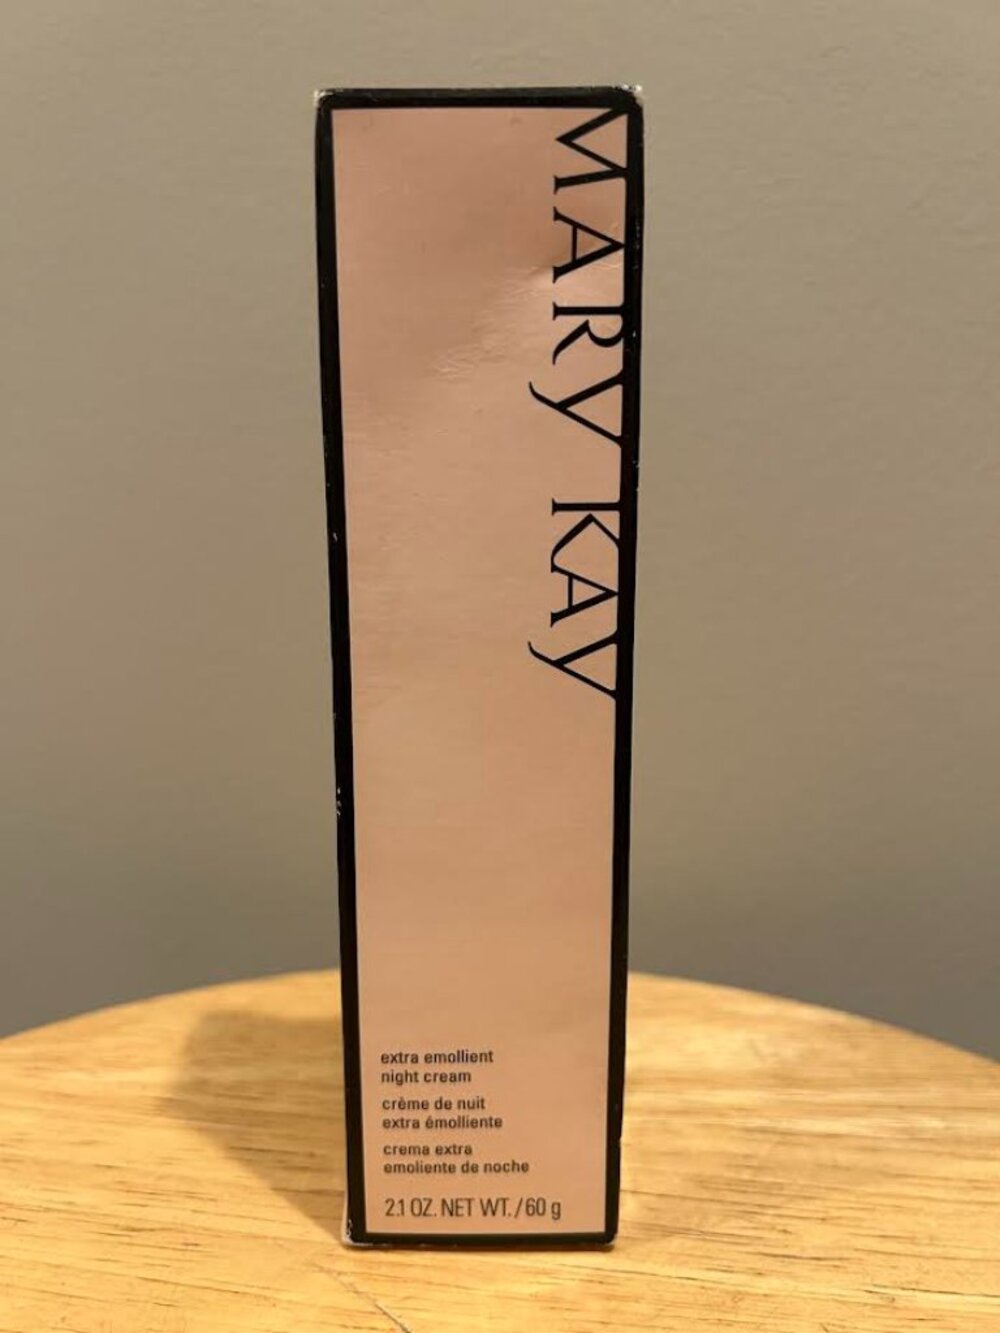 MARY KAY
extra emollient
night cream
crème de nuit
extra émolliente
crema extra
emoliente de noche
2.1 OZ. NET WT. / 60 g